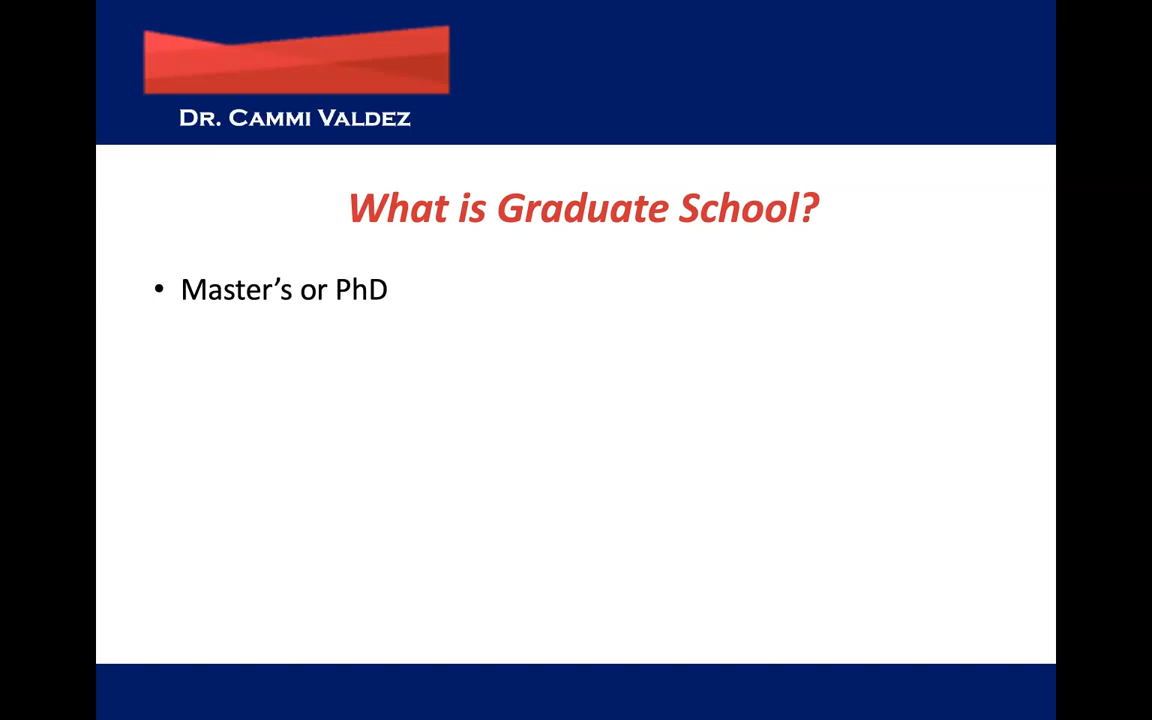 DR. CAMMI VALDEZ
What is Graduate School?
• Master’s or PhD